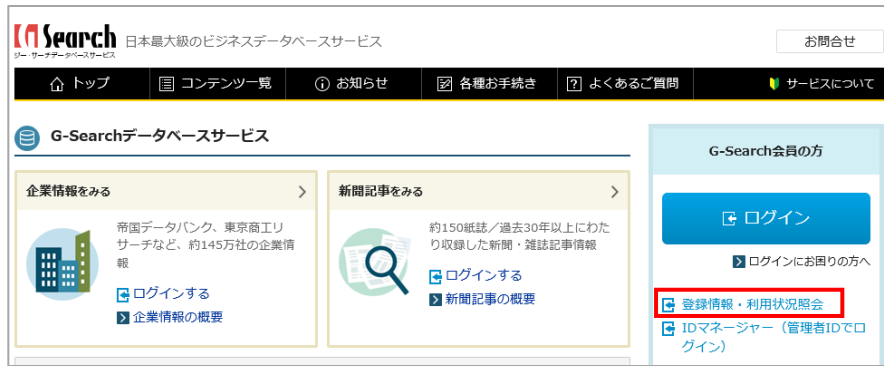 G Search 日本最大級のビジネスデータベースサービス
ジー・サーチデータベースサービス
お問合せ
トップ コンテンツ一覧 お知らせ 各種お手続き よくあるご質問 サービスについて
G-Searchデータベースサービス
企業情報をみる
帝国データバンク、東京商工リ
サーチなど、約145万社の企業情
報
ログインする
企業情報の概要
新聞記事をみる
約150紙誌/過去30年以上にわた
り収録した新聞・雑誌記事情報
ログインする
新聞記事の概要
G-Search会員の方
ログイン
ログインにお困りの方へ
登録情報・利用状況照会
IDマネージャー（管理者IDでロ
グイン）